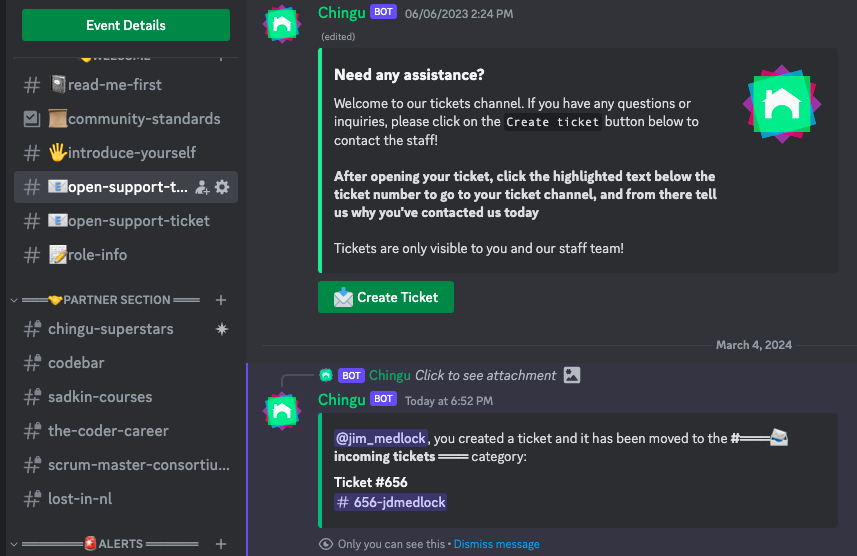 Event Details
WELCOME
read-me-first
community-standards
introduce-yourself
open-support-t...
open-support-ticket
role-info
PARTNER SECTION
chingu-superstars
codebar
sadkin-courses
the-coder-career
scrum-master-consortiu...
lost-in-nl
ALERTS
Chingu BOT 06/06/2023 2:24 PM
(edited)
Need any assistance?
Welcome to our tickets channel. If you have any questions or
inquiries, please click on the Create ticket button below to
contact the staff!
After opening your ticket, click the highlighted text below the
ticket number to go to your ticket channel, and from there tell
us why you've contacted us today
Tickets are only visible to you and our staff team!
Create Ticket
March 4, 2024
BOT Chingu Click to see attachment
Chingu BOT Today at 6:52 PM
@jim_medlock, you created a ticket and it has been moved to the #════
incoming tickets ════ category:
Ticket #656
# 656-jdmedlock
Only you can see this • Dismiss message